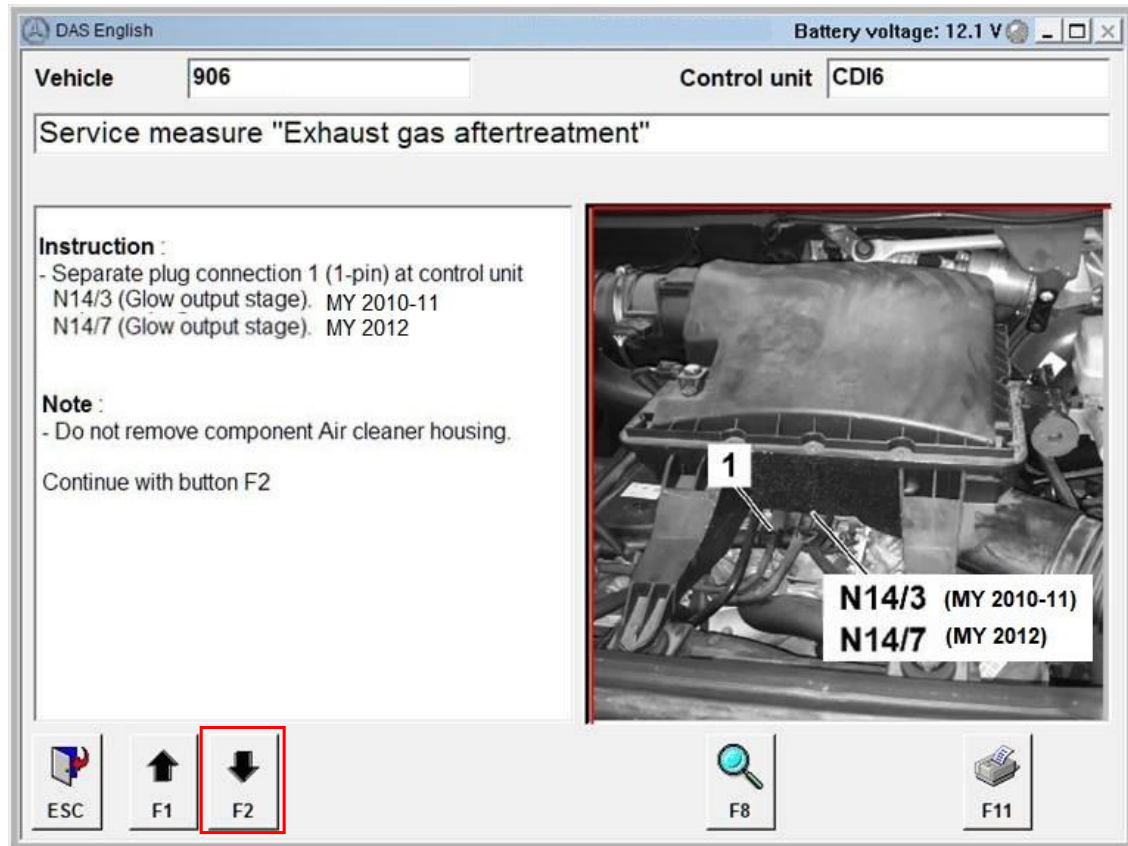 DAS English
Battery voltage: 12.1 V
Vehicle 906 Control unit CDI6
Service measure "Exhaust gas aftertreatment"
Instruction :
- Separate plug connection 1 (1-pin) at control unit
N14/3 (Glow output stage). MY 2010-11
N14/7 (Glow output stage). MY 2012
Note :
- Do not remove component Air cleaner housing.
Continue with button F2
1
N14/3 (MY 2010-11)
N14/7 (MY 2012)
ESC F1 F2 F8 F11